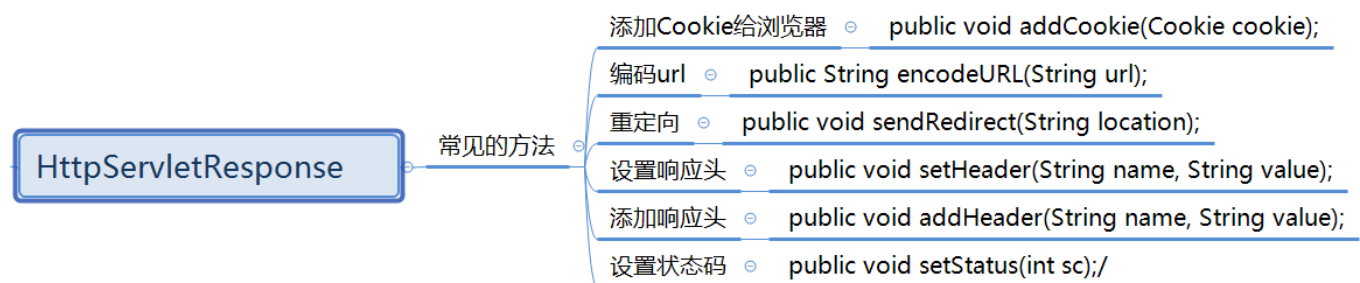 HttpServletResponse
常见的方法
添加Cookie给浏览器 public void addCookie(Cookie cookie);
编码url public String encodeURL(String url);
重定向 public void sendRedirect(String location);
设置响应头 public void setHeader(String name, String value);
添加响应头 public void addHeader(String name, String value);
设置状态码 public void setStatus(int sc);/